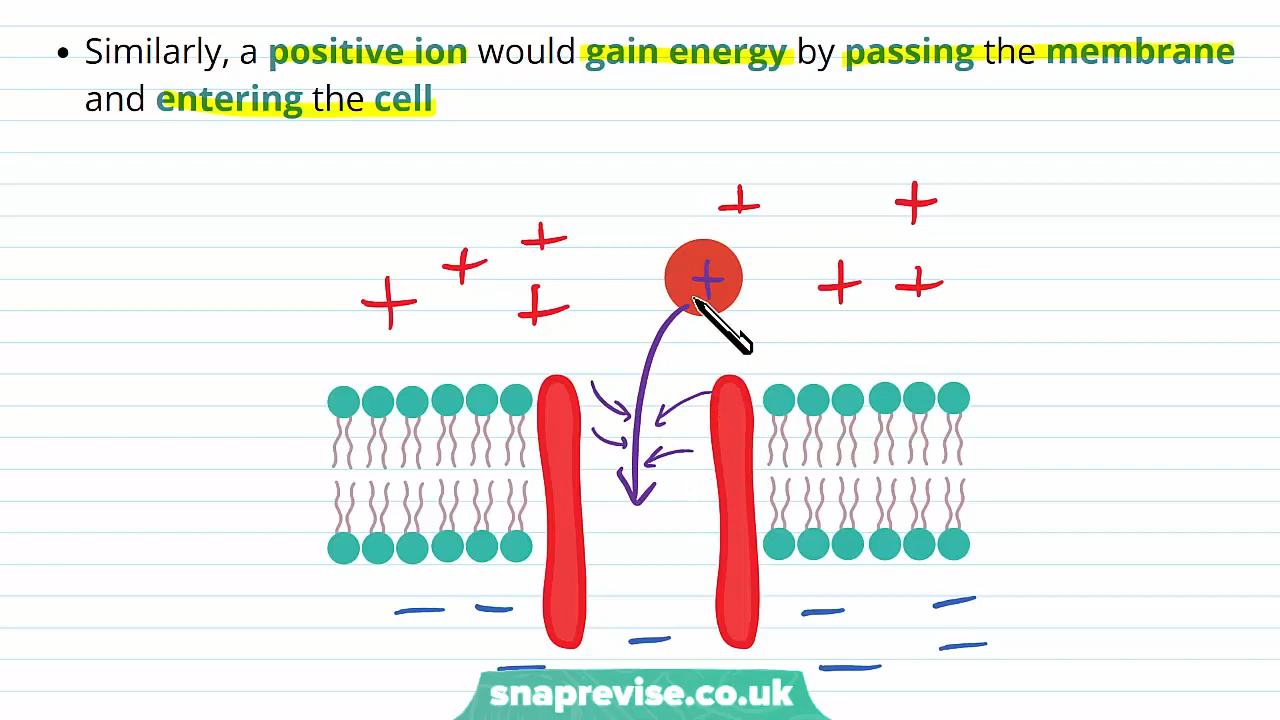 • Similarly, a positive ion would gain energy by passing the membrane
and entering the cell
snaprevise.co.uk